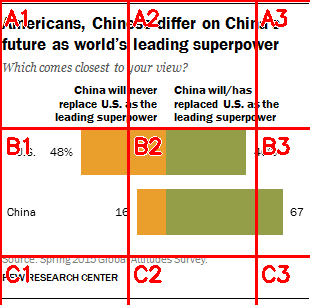 Americans, Chinese differ on China's
future as world's leading superpower
Which comes closest to your view?
China will never
replace U.S. as the
leading superpower
China will/has
replaced U.S. as the
leading superpower
48%
China 16 67
Source: Spring 2015 Global Attitudes Survey.
PEW RESEARCH CENTER
A1 A2 A3
B1 B2 B3
C1 C2 C3